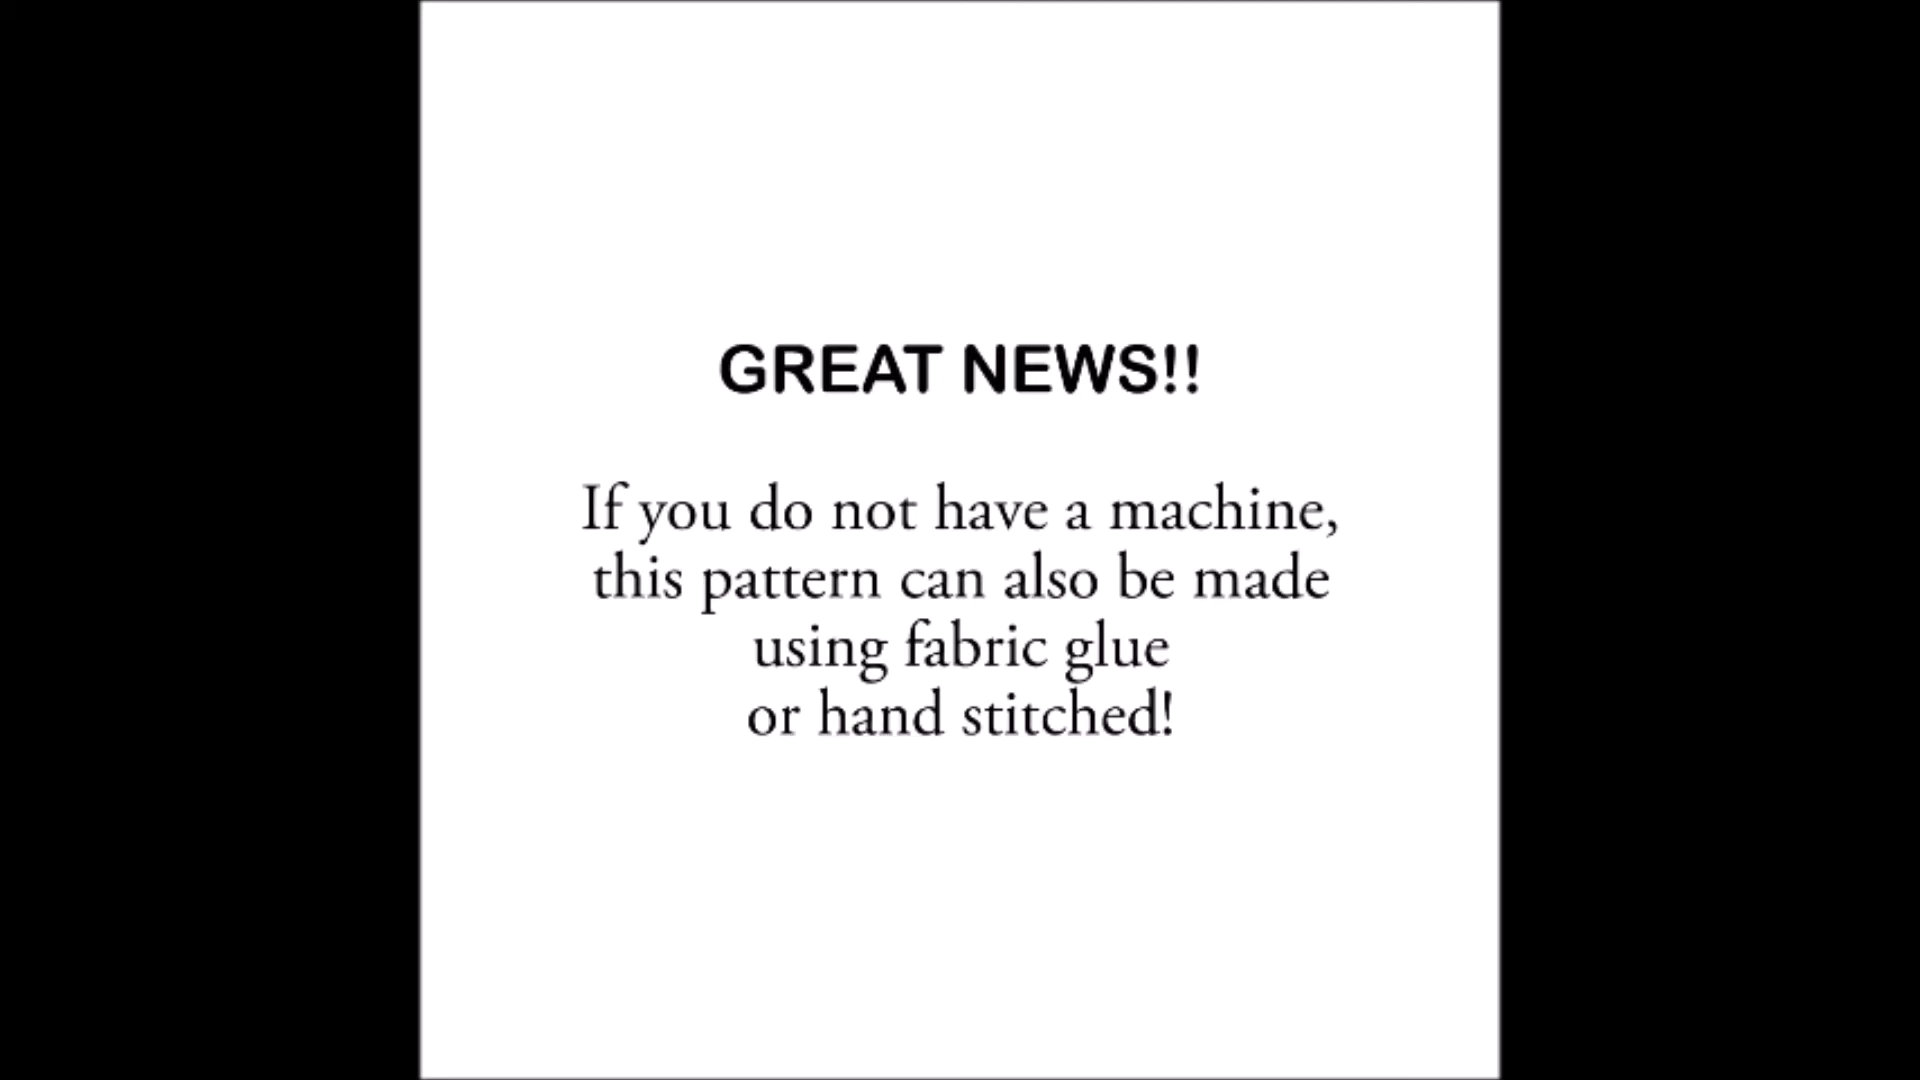 GREAT NEWS!!
If you do not have a machine,
this pattern can also be made
using fabric glue
or hand stitched!